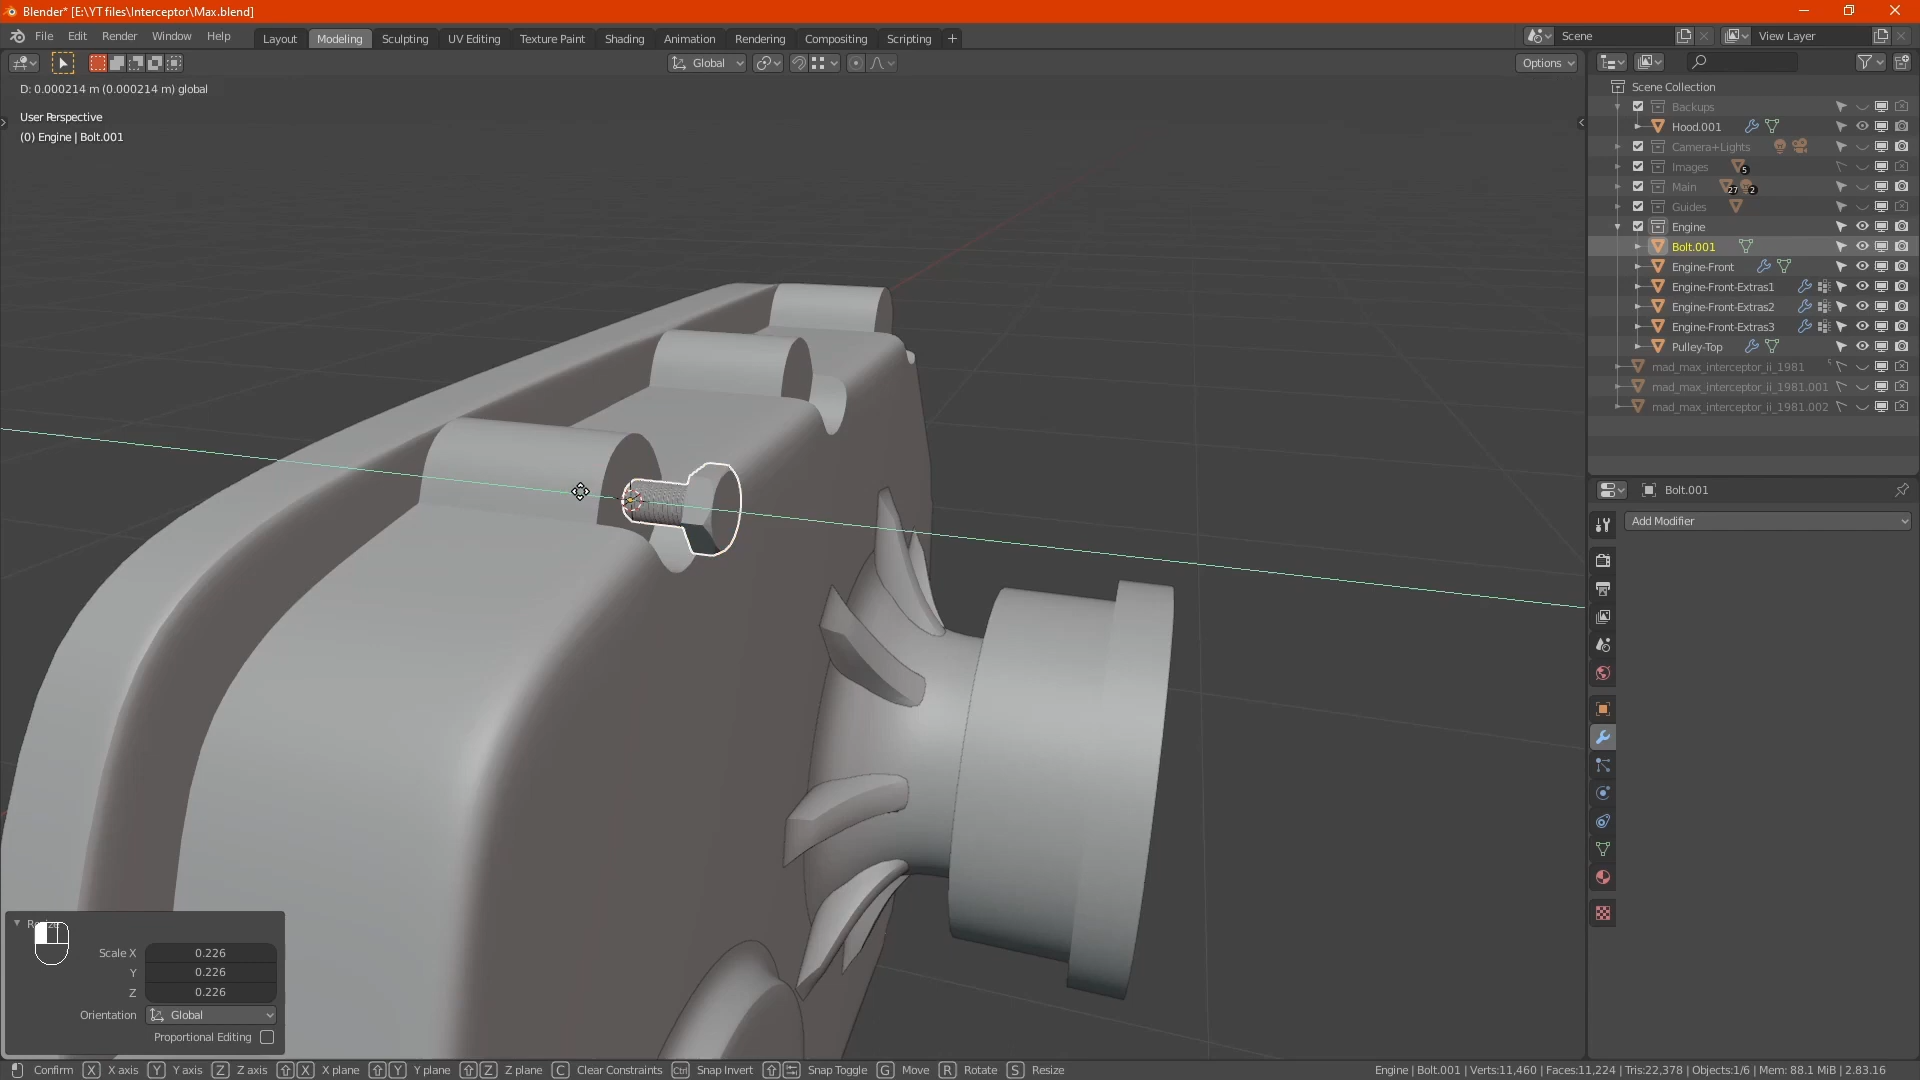 Blender* [E:\YT files\Interceptor\Max.blend]
File Edit Render Window Help Layout Modeling Sculpting UV Editing Texture Paint Shading Animation Rendering Compositing Scripting Scene View Layer
Global Options
D: 0.000214 m (0.000214 m) global
User Perspective
(0) Engine | Bolt.001
Scene Collection
Backups
Hood.001
Camera+Lights
Images 5
Main 27 2
Guides
Engine
Bolt.001
Engine-Front
Engine-Front-Extras1
Engine-Front-Extras2
Engine-Front-Extras3
Pulley-Top
mad_max_interceptor_ii_1981
mad_max_interceptor_ii_1981.001
mad_max_interceptor_ii_1981.002
Bolt.001
Add Modifier
Scale X 0.226
Y 0.226
Z 0.226
Orientation Global
Proportional Editing
Confirm X X axis Y Y axis Z Z axis X X plane Y Y plane Z Z plane C Clear Constraints Ctrl Snap Invert Snap Toggle G Move R Rotate S Resize Engine | Bolt.001 | Verts:11,460 | Faces:11,224 | Tris:22,378 | Objects:1/6 | Mem: 88.1 MiB | 2.83.16